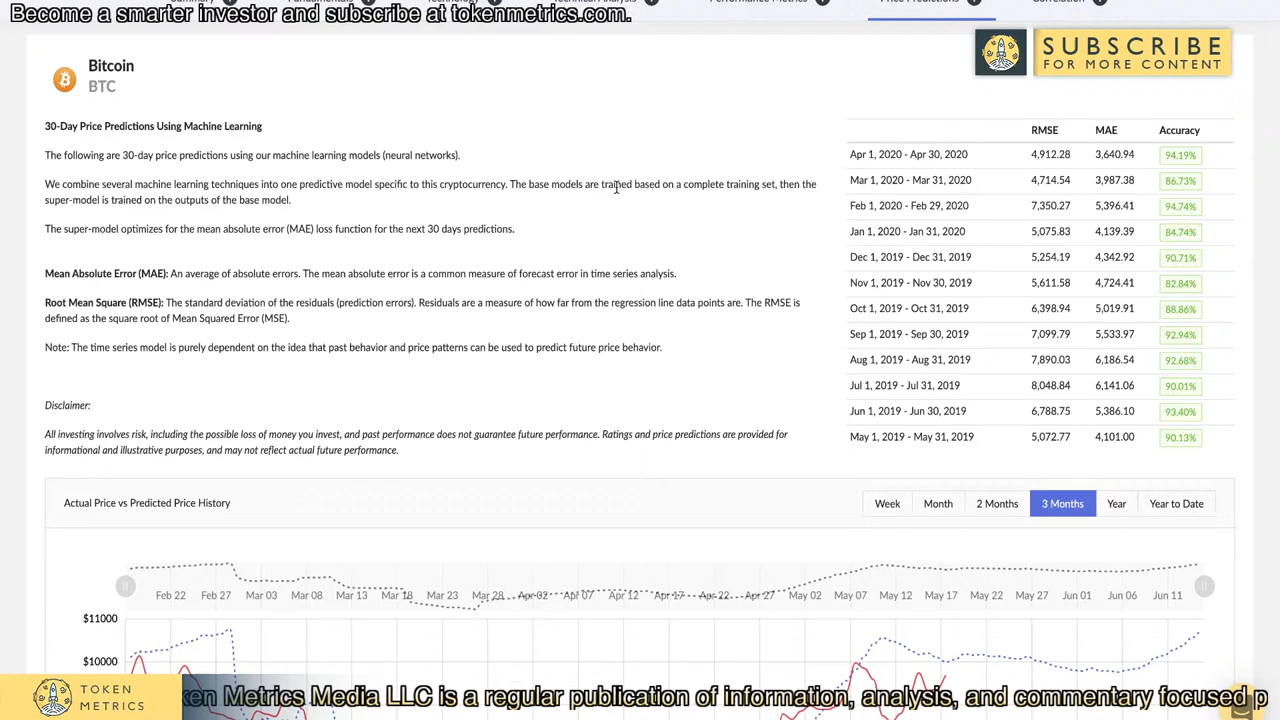 Become a smarter investor and subscribe at tokenmetrics.com.
Price Predictions
Correlation
Bitcoin
BTC
SUBSCRIBE
FOR MORE CONTENT
30-Day Price Predictions Using Machine Learning
The following are 30-day price predictions using our machine learning models (neural networks).
We combine several machine learning techniques into one predictive model specific to this cryptocurrency. The base models are trained based on a complete training set, then the
super-model is trained on the outputs of the base model.
The super-model optimizes for the mean absolute error (MAE) loss function for the next 30 days predictions.
Mean Absolute Error (MAE): An average of absolute errors. The mean absolute error is a common measure of forecast error in time series analysis.
Root Mean Square (RMSE): The standard deviation of the residuals (prediction errors). Residuals are a measure of how far from the regression line data points are. The RMSE is
defined as the square root of Mean Squared Error (MSE).
Note: The time series model is purely dependent on the idea that past behavior and price patterns can be used to predict future price behavior.
Disclaimer:
All investing involves risk, including the possible loss of money you invest, and past performance does not guarantee future performance. Ratings and price predictions are provided for
informational and illustrative purposes, and may not reflect actual future performance.
RMSE MAE Accuracy
Apr 1, 2020 - Apr 30, 2020 4,912.28 3,640.94 94.19%
Mar 1, 2020 - Mar 31, 2020 4,714.54 3,987.38 86.73%
Feb 1, 2020 - Feb 29, 2020 7,350.27 5,396.41 94.74%
Jan 1, 2020 - Jan 31, 2020 5,075.83 4,139.39 84.74%
Dec 1, 2019 - Dec 31, 2019 5,254.19 4,342.92 90.71%
Nov 1, 2019 - Nov 30, 2019 5,611.58 4,724.41 82.84%
Oct 1, 2019 - Oct 31, 2019 6,398.94 5,019.91 88.86%
Sep 1, 2019 - Sep 30, 2019 7,099.79 5,533.97 92.94%
Aug 1, 2019 - Aug 31, 2019 7,890.03 6,186.54 92.68%
Jul 1, 2019 - Jul 31, 2019 8,048.84 6,141.06 90.01%
Jun 1, 2019 - Jun 30, 2019 6,788.75 5,386.10 93.40%
May 1, 2019 - May 31, 2019 5,072.77 4,101.00 90.13%
Actual Price vs Predicted Price History
Week Month 2 Months 3 Months Year Year to Date
Feb 22 Feb 27 Mar 03 Mar 08 Mar 13 Mar 18 Mar 23 Mar 28 Apr 02 Apr 07 Apr 12 Apr 17 Apr 22 Apr 27 May 02 May 07 May 12 May 17 May 22 May 27 Jun 01 Jun 06 Jun 11
$11000
$10000
TOKEN
METRICS
ken Metrics Media LLC is a regular publication of information, analysis, and commentary focused